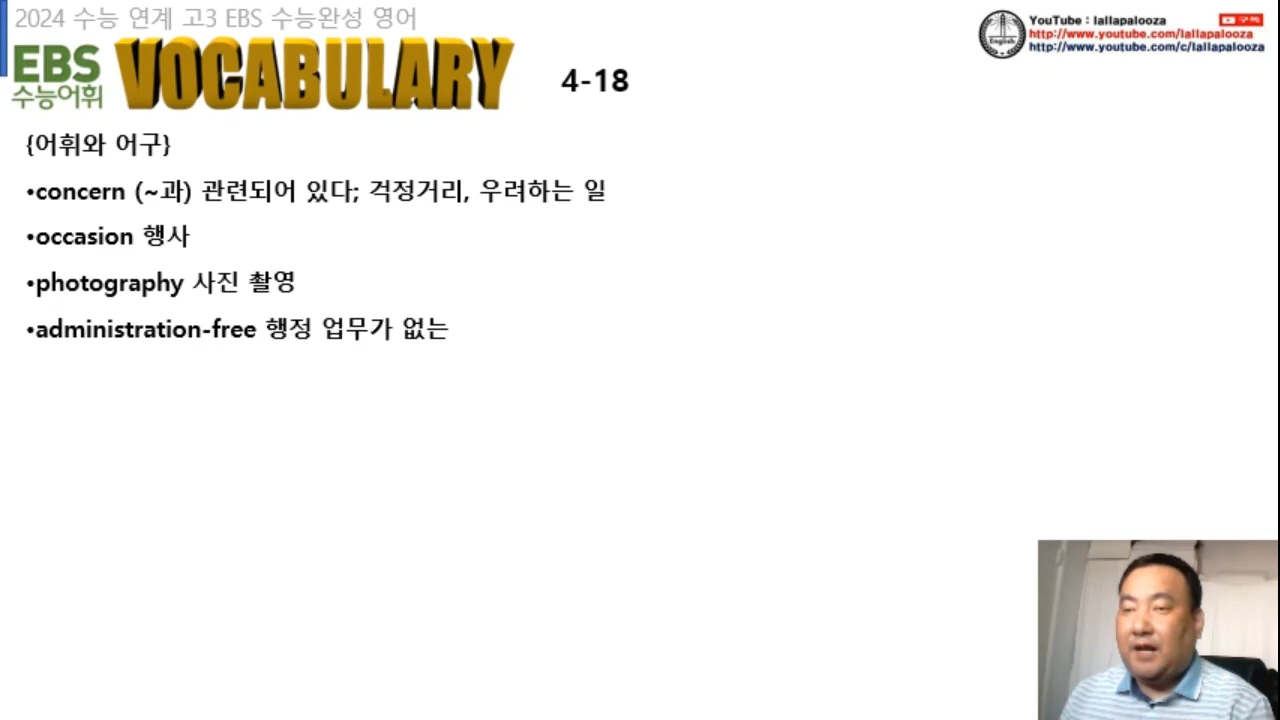 2024 수능 연계 고3 EBS 수능완성 영어
EBS
수능어휘
VOCABULARY
4-18
English
YouTube : lallapalooza
구독
http://www.youtube.com/lallapalooza
http://www.youtube.com/c/lallapalooza
{어휘와 어구}
•concern (~과) 관련되어 있다; 걱정거리, 우려하는 일
•occasion 행사
•photography 사진 촬영
•administration-free 행정 업무가 없는